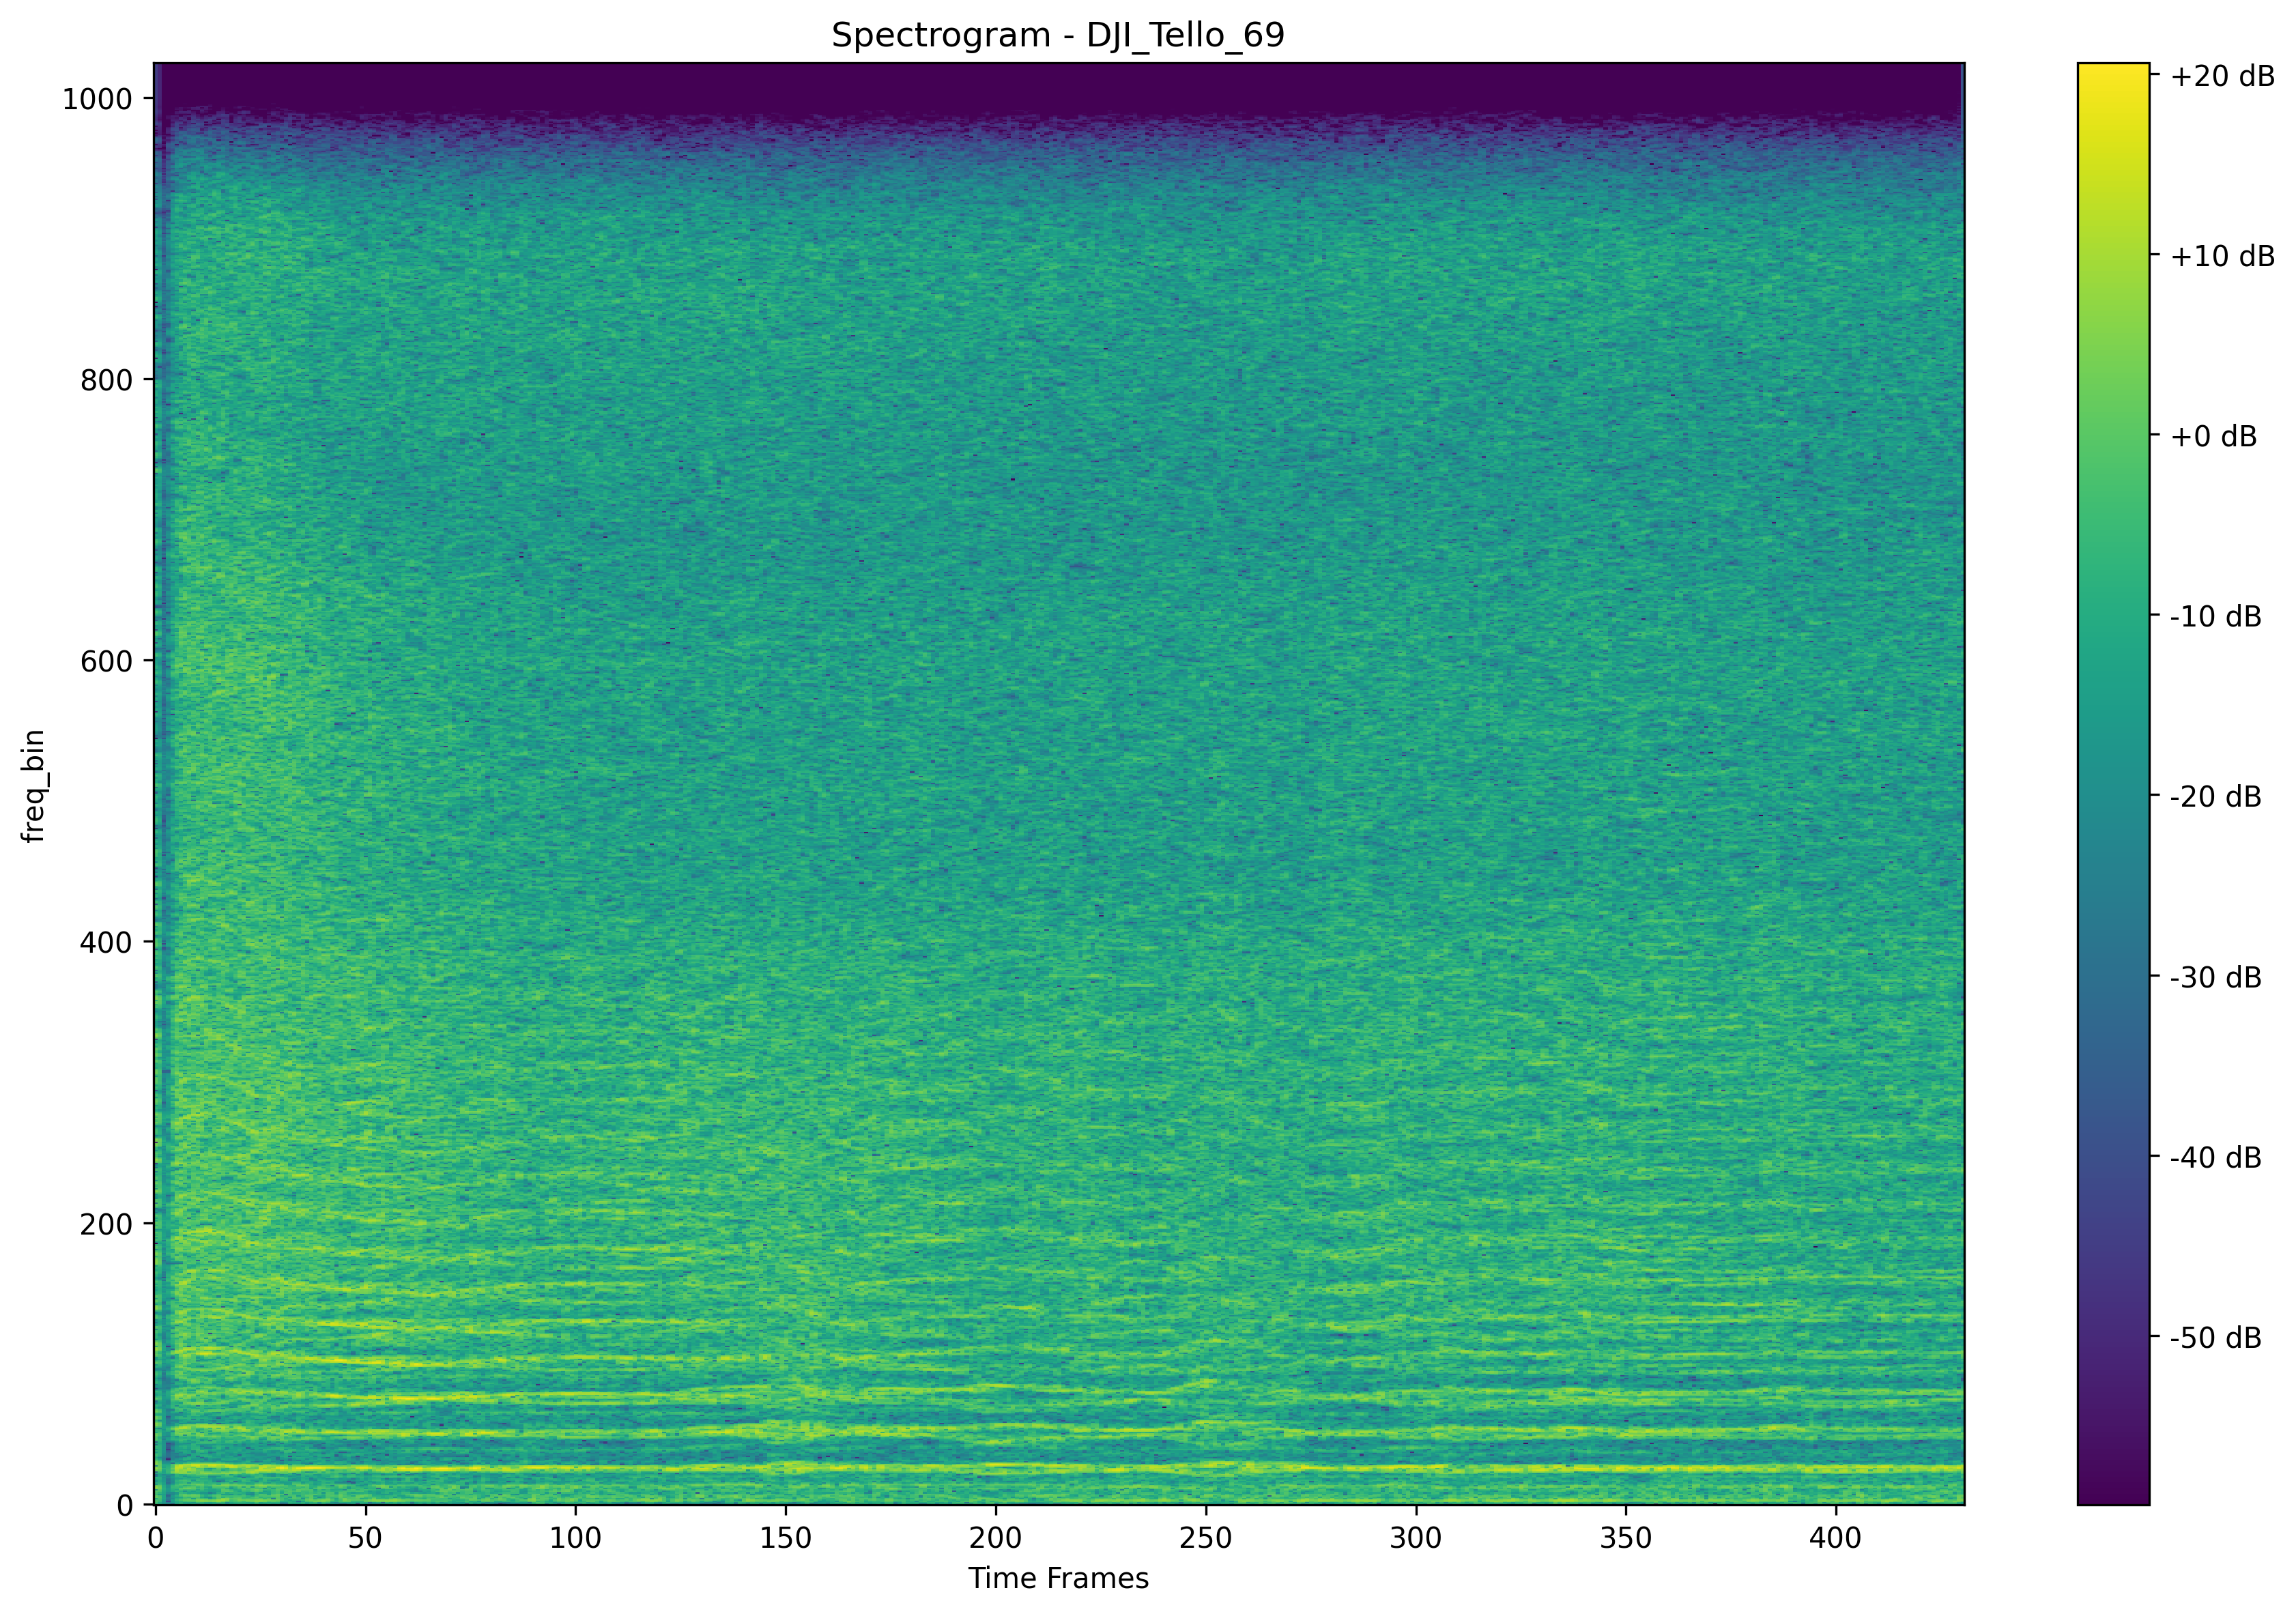 Spectrogram - DJI_Tello_69
1000
800
600
400
200
0
freq_bin
0 50 100 150 200 250 300 350 400
Time Frames
+20 dB
+10 dB
+0 dB
-10 dB
-20 dB
-30 dB
-40 dB
-50 dB